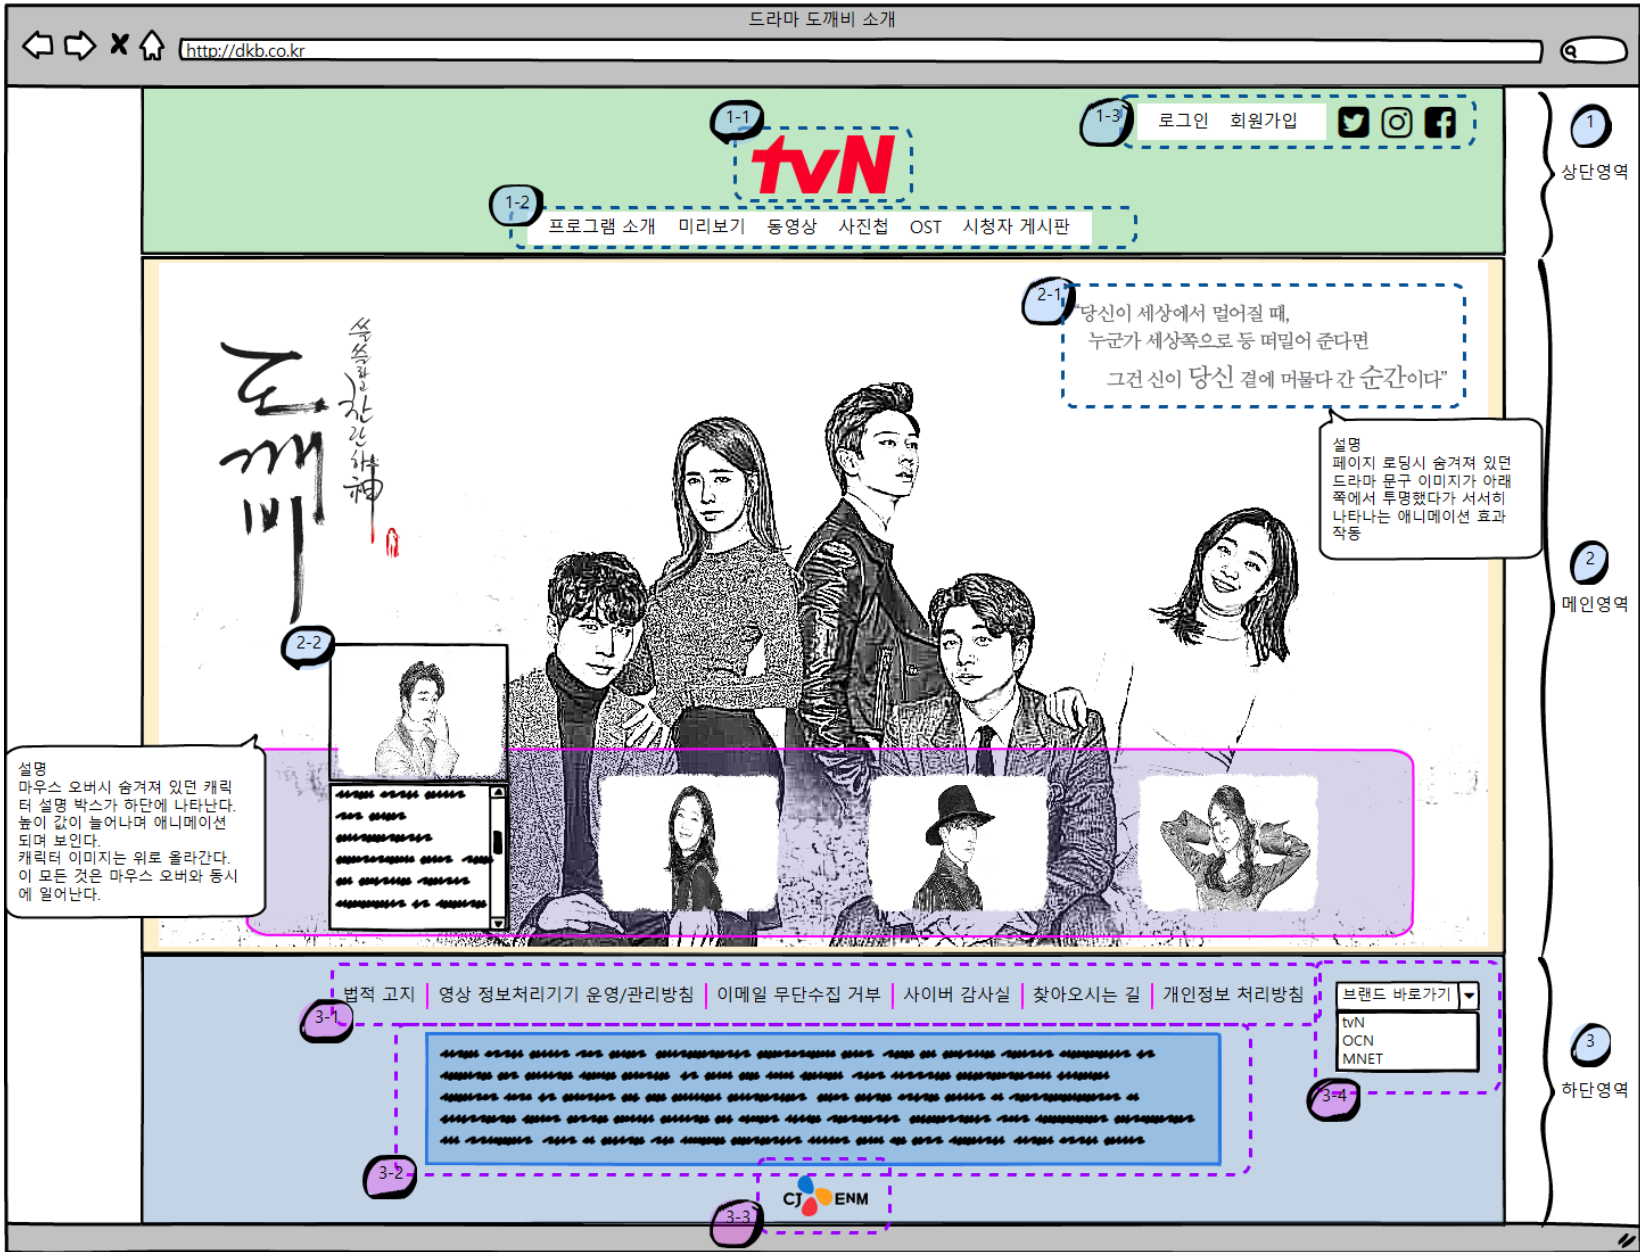 드라마 도깨비 소개
http://dkb.co.kr
1-1
tvN
1-3
로그인 회원가입
1
상단영역
1-2
프로그램 소개 미리보기 동영상 사진첩 OST 시청자 게시판
2-1
“당신이 세상에서 멀어질 때,
누군가 세상쪽으로 등 떠밀어 준다면
그건 신이 당신 곁에 머물다 간 순간이다”
도깨비
쓸쓸하고 찬란하神
설명
페이지 로딩시 숨겨져 있던
드라마 문구 이미지가 아래
쪽에서 투명했다가 서서히
나타나는 애니메이션 효과
작동
2
메인영역
2-2
설명
마우스 오버시 숨겨져 있던 캐릭
터 설명 박스가 하단에 나타난다.
높이 값이 늘어나며 애니메이션
되며 보인다.
캐릭터 이미지는 위로 올라간다.
이 모든 것은 마우스 오버와 동시
에 일어난다.
3-1
법적 고지 | 영상 정보처리기기 운영/관리방침 | 이메일 무단수집 거부 | 사이버 감사실 | 찾아오시는 길 | 개인정보 처리방침
브랜드 바로가기
tvN
OCN
MNET
3-4
3
하단영역
3-2
CJ ENM
3-3